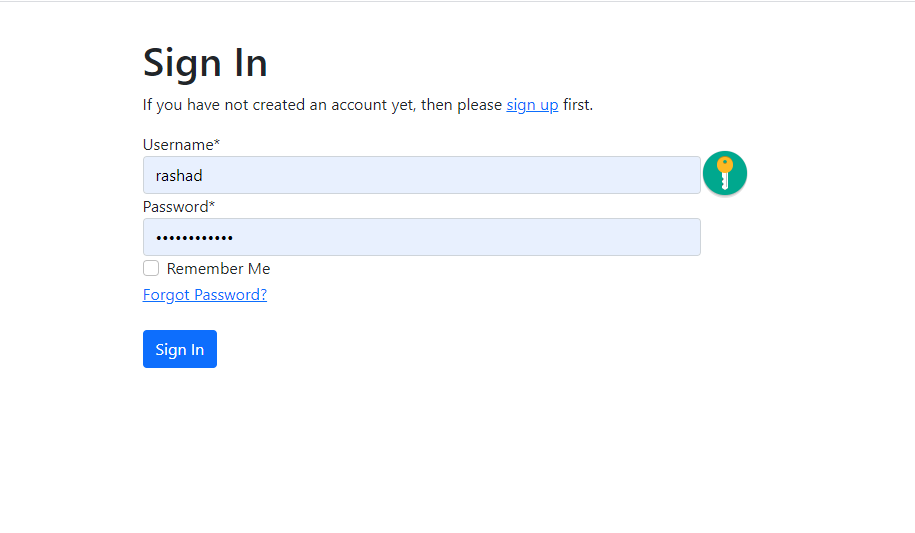 Sign In
If you have not created an account yet, then please sign up first.
Username*
rashad
Password*
••••••••••••
Remember Me
Forgot Password?
Sign In